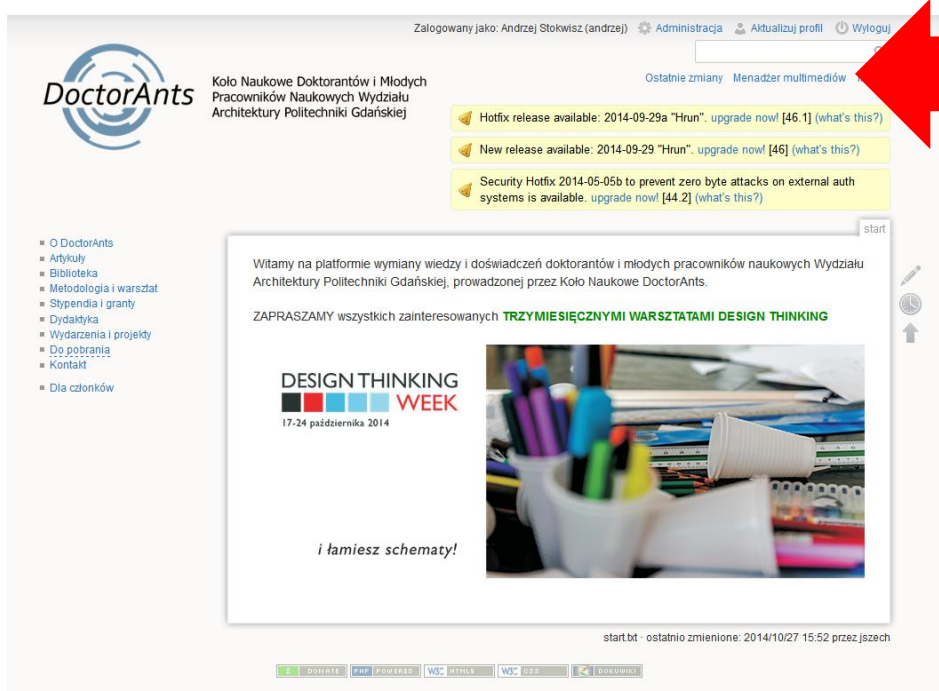 Zalogowany jako: Andrzej Stokwisz (andrzej) Administracja Aktualizuj profil Wyloguj
Ostatnie zmiany Menadżer multimediów
DoctorAnts
Koło Naukowe Doktorantów i Młodych
Pracowników Naukowych Wydziału
Architektury Politechniki Gdańskiej
Hotfix release available: 2014-09-29a "Hrun". upgrade now! [46.1] (what's this?)
New release available: 2014-09-29 "Hrun". upgrade now! [46] (what's this?)
Security Hotfix 2014-05-05b to prevent zero byte attacks on external auth
systems is available. upgrade now! [44.2] (what's this?)
start
O DoctorAnts
Artykuły
Biblioteka
Metodologia i warsztat
Stypendia i granty
Dydaktyka
Wydarzenia i projekty
Do pobrania
Kontakt
Dla członków
Witamy na platformie wymiany wiedzy i doświadczeń doktorantów i młodych pracowników naukowych Wydziału
Architektury Politechniki Gdańskiej, prowadzonej przez Koło Naukowe DoctorAnts.
ZAPRASZAMY wszystkich zainteresowanych TRZYMIESIĘCZNYMI WARSZTATAMI DESIGN THINKING
DESIGN THINKING
WEEK
17-24 października 2014
i łamiesz schematy!
start.txt · ostatnio zmienione: 2014/10/27 15:52 przez jszech
$ DONATE PHP POWERED W3C HTML5 W3C CSS DOKUWIKI